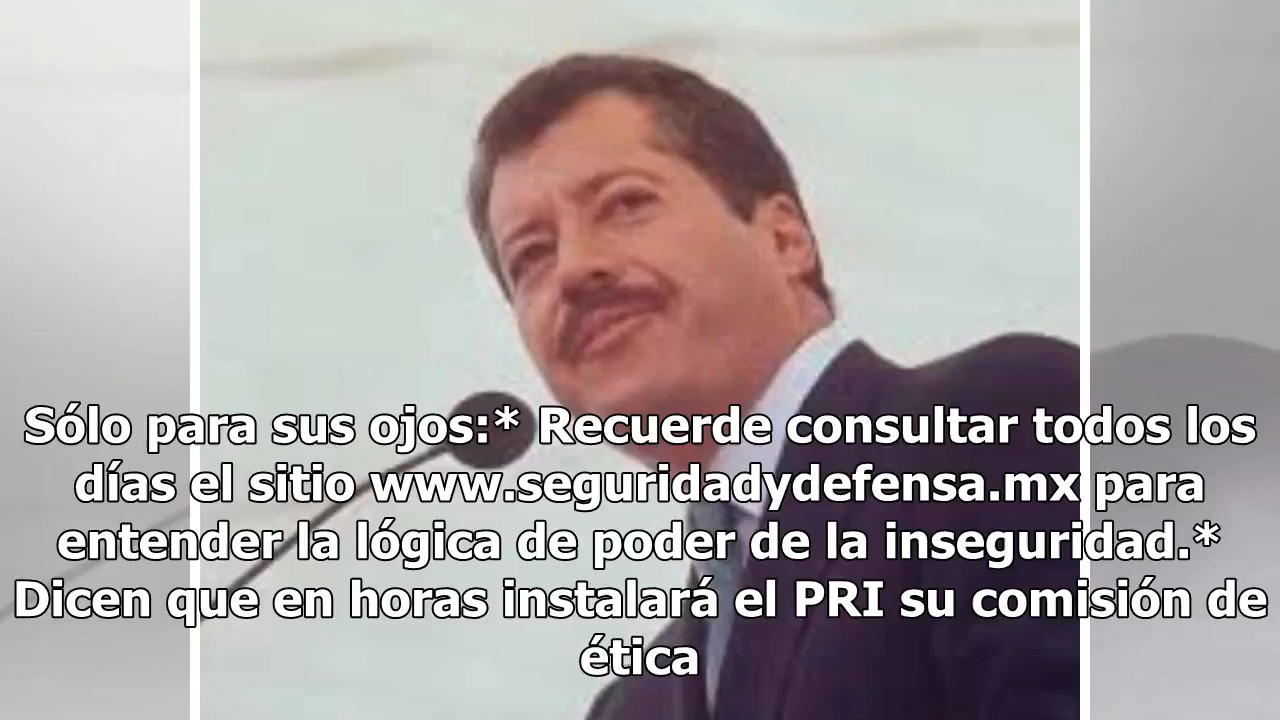 Sólo para sus ojos:* Recuerde consultar todos los
días el sitio www.seguridadydefensa.mx para
entender la lógica de poder de la inseguridad.*
Dicen que en horas instalará el PRI su comisión de
ética